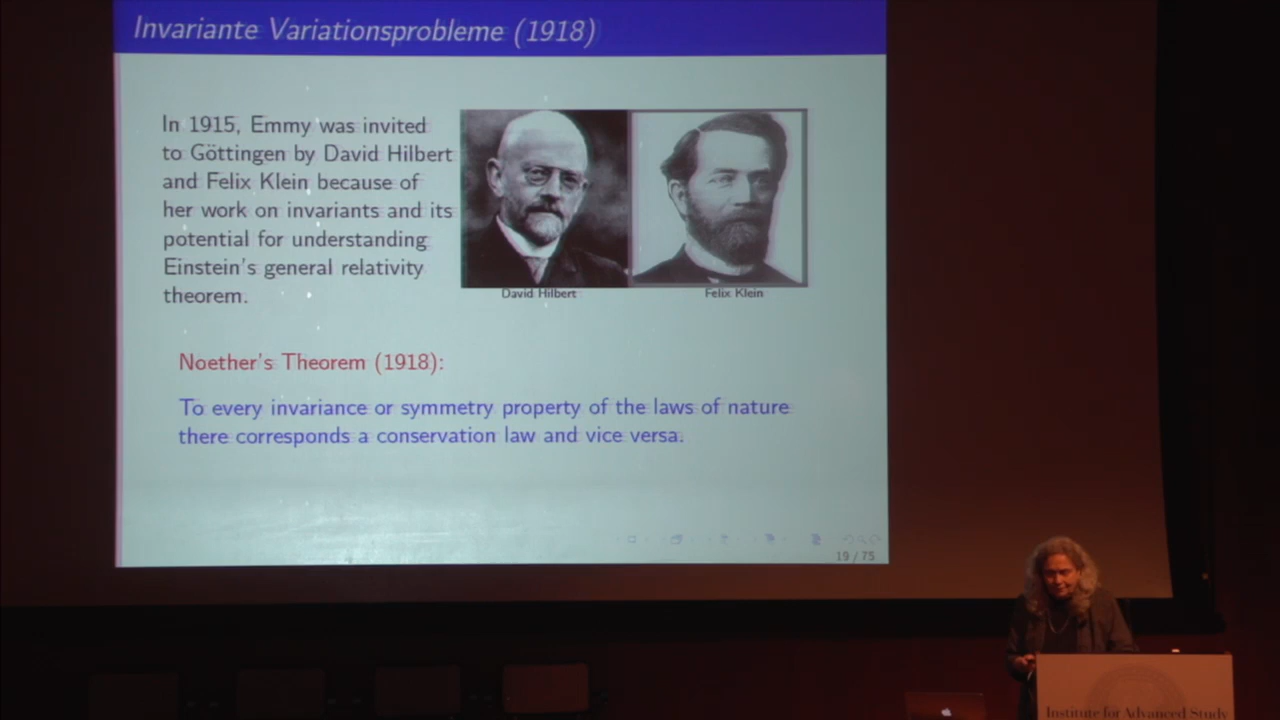 Invariante Variationsprobleme (1918)
In 1915, Emmy was invited
to Göttingen by David Hilbert
and Felix Klein because of
her work on invariants and its
potential for understanding
Einstein's general relativity
theorem.
David Hilbert
Felix Klein
Noether's Theorem (1918):
To every invariance or symmetry property of the laws of nature
there corresponds a conservation law and vice versa.
19 / 75
Institute for Advanced Study